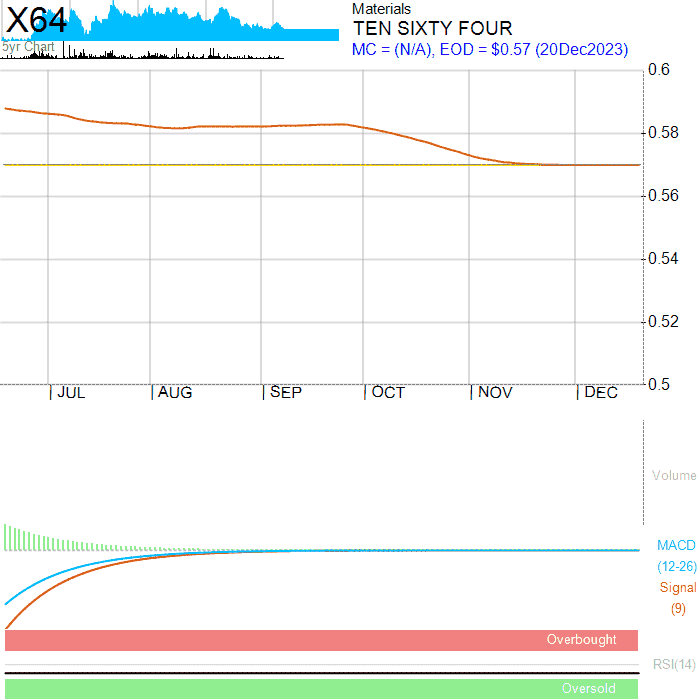 X64
5yr Chart
Materials
TEN SIXTY FOUR
MC = (N/A), EOD = $0.57 (20Dec2023)
0.6
0.58
0.56
0.54
0.52
0.5
JUL AUG SEP OCT NOV DEC
Volume
MACD
(12-26)
Signal
(9)
Overbought
RSI(14)
Oversold